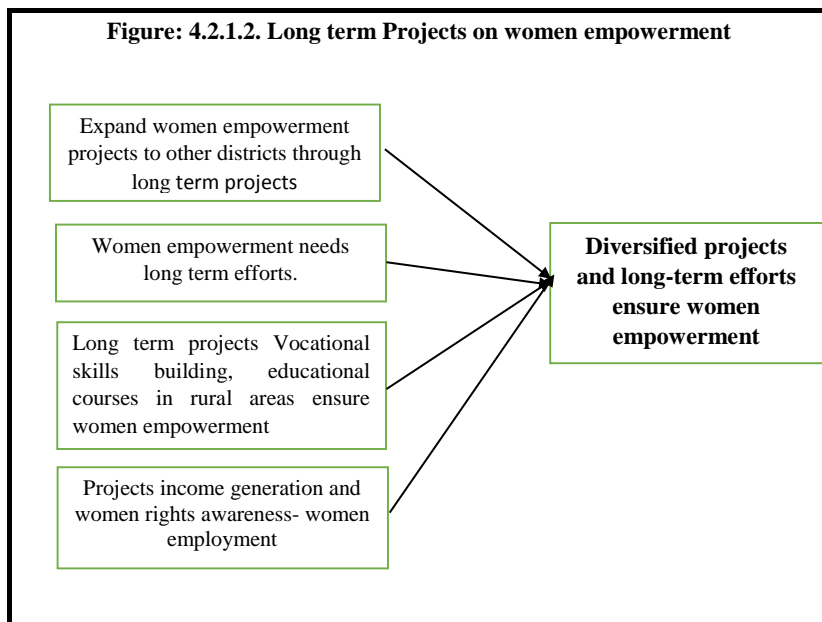 Figure: 4.2.1.2. Long term Projects on women empowerment
Expand women empowerment
projects to other districts through
long term projects
Women empowerment needs
long term efforts.
Long term projects Vocational
skills building, educational
courses in rural areas ensure
women empowerment
Projects income generation and
women rights awareness- women
employment
Diversified projects
and long-term efforts
ensure women
empowerment